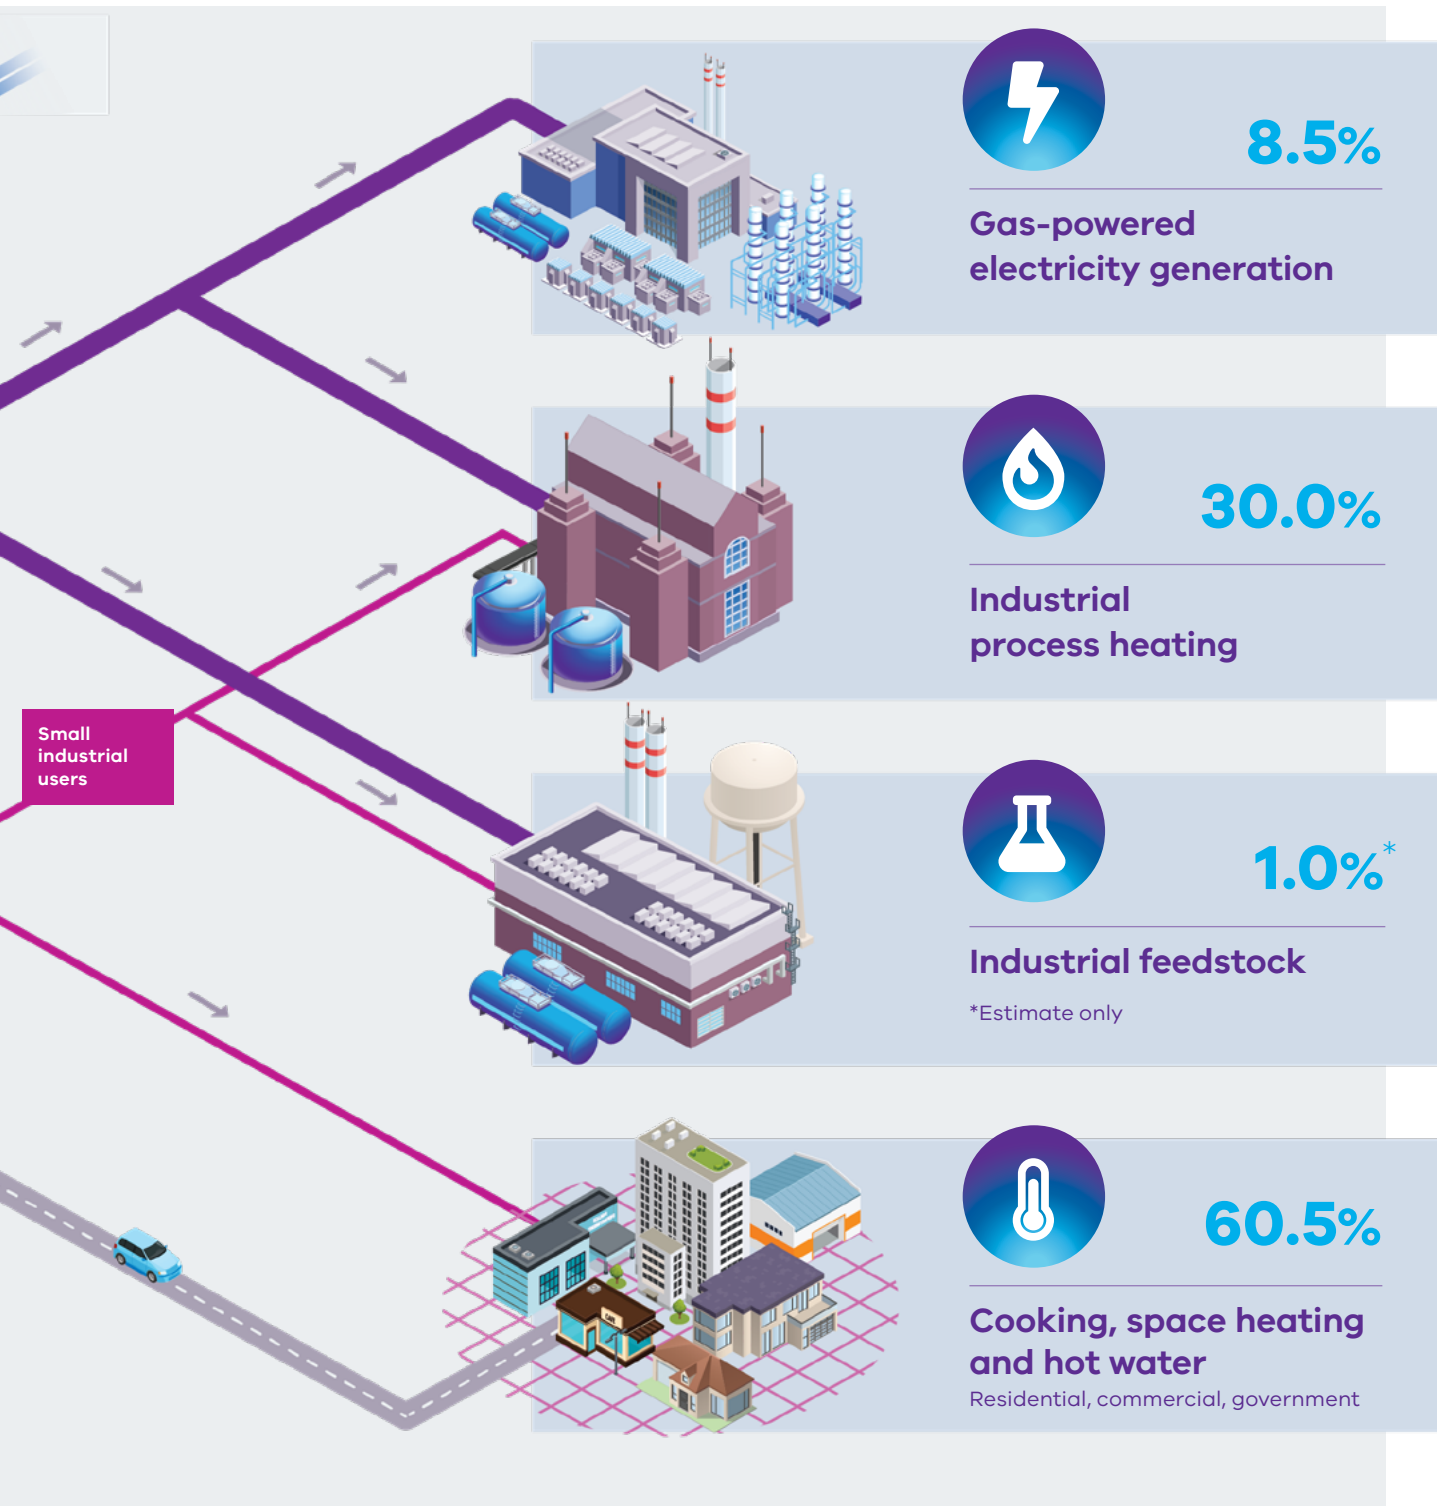 8.5%
Gas-powered
electricity generation
30.0%
Industrial
process heating
Small
industrial
users
1.0%*
Industrial feedstock
*Estimate only
60.5%
CAFE
Cooking, space heating
and hot water
Residential, commercial, government